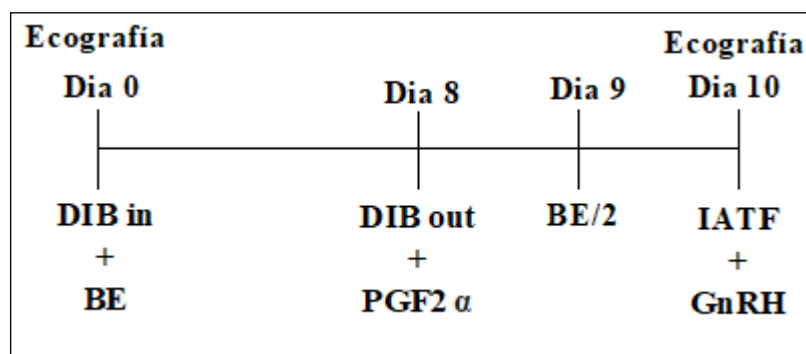 Ecografía
Dia 0
Dia 8
Dia 9
Ecografía
Dia 10
DIB in
+
BE
DIB out
+
PGF2 α
BE/2
IATF
+
GnRH